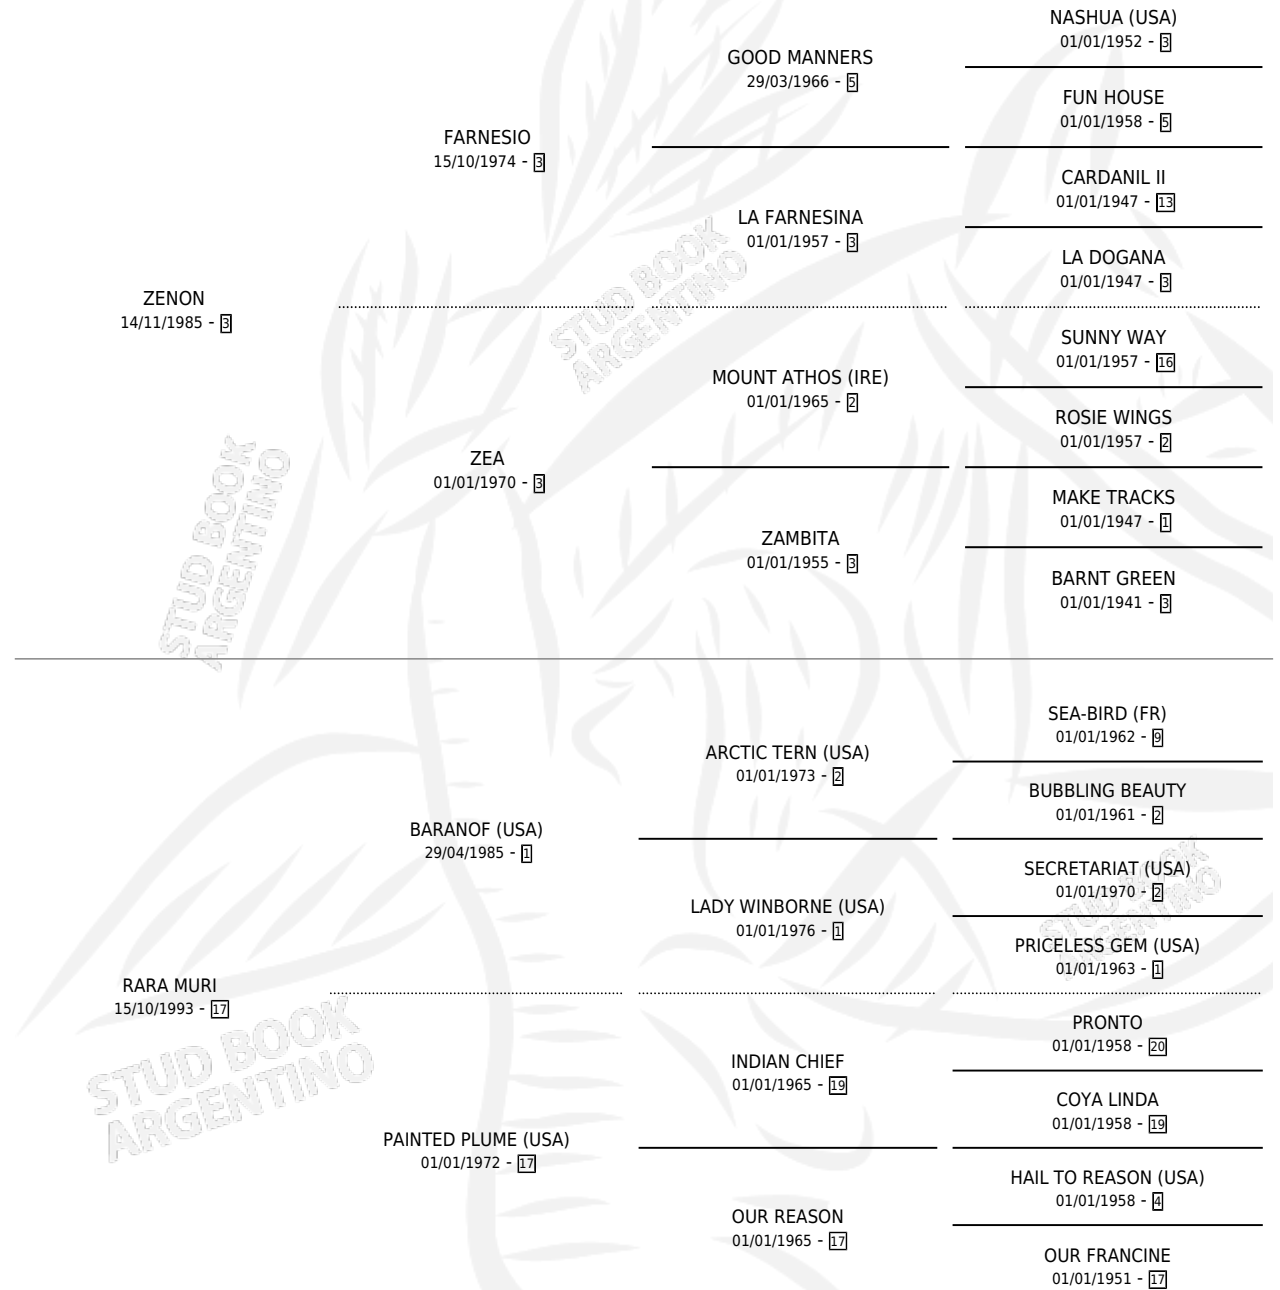 NASHUA (USA)
01/01/1952 - 3
GOOD MANNERS
29/03/1966 - 5
FUN HOUSE
01/01/1958 - 5
FARNESIO
15/10/1974 - 3
CARDANIL II
01/01/1947 - 13
LA FARNESINA
01/01/1957 - 3
LA DOGANA
01/01/1947 - 3
ZENON
14/11/1985 - 3
SUNNY WAY
01/01/1957 - 16
MOUNT ATHOS (IRE)
01/01/1965 - 2
ROSIE WINGS
01/01/1957 - 2
ZEA
01/01/1970 - 3
MAKE TRACKS
01/01/1947 - 1
ZAMBITA
01/01/1955 - 3
BARNT GREEN
01/01/1941 - 3
STUD BOOK
ARGENTINO
STUD BOOK
ARGENTINO
SEA-BIRD (FR)
01/01/1962 - 9
ARCTIC TERN (USA)
01/01/1973 - 2
BUBBLING BEAUTY
01/01/1961 - 2
BARANOF (USA)
29/04/1985 - 1
SECRETARIAT (USA)
01/01/1970 - 2
LADY WINBORNE (USA)
01/01/1976 - 1
PRICELESS GEM (USA)
01/01/1963 - 1
RARA MURI
15/10/1993 - 17
PRONTO
01/01/1958 - 20
INDIAN CHIEF
01/01/1965 - 19
COYA LINDA
01/01/1958 - 19
PAINTED PLUME (USA)
01/01/1972 - 17
HAIL TO REASON (USA)
01/01/1958 - 4
OUR REASON
01/01/1965 - 17
OUR FRANCINE
01/01/1951 - 17
STUD BOOK
ARGENTINO
STUD BOOK
ARGENTINO